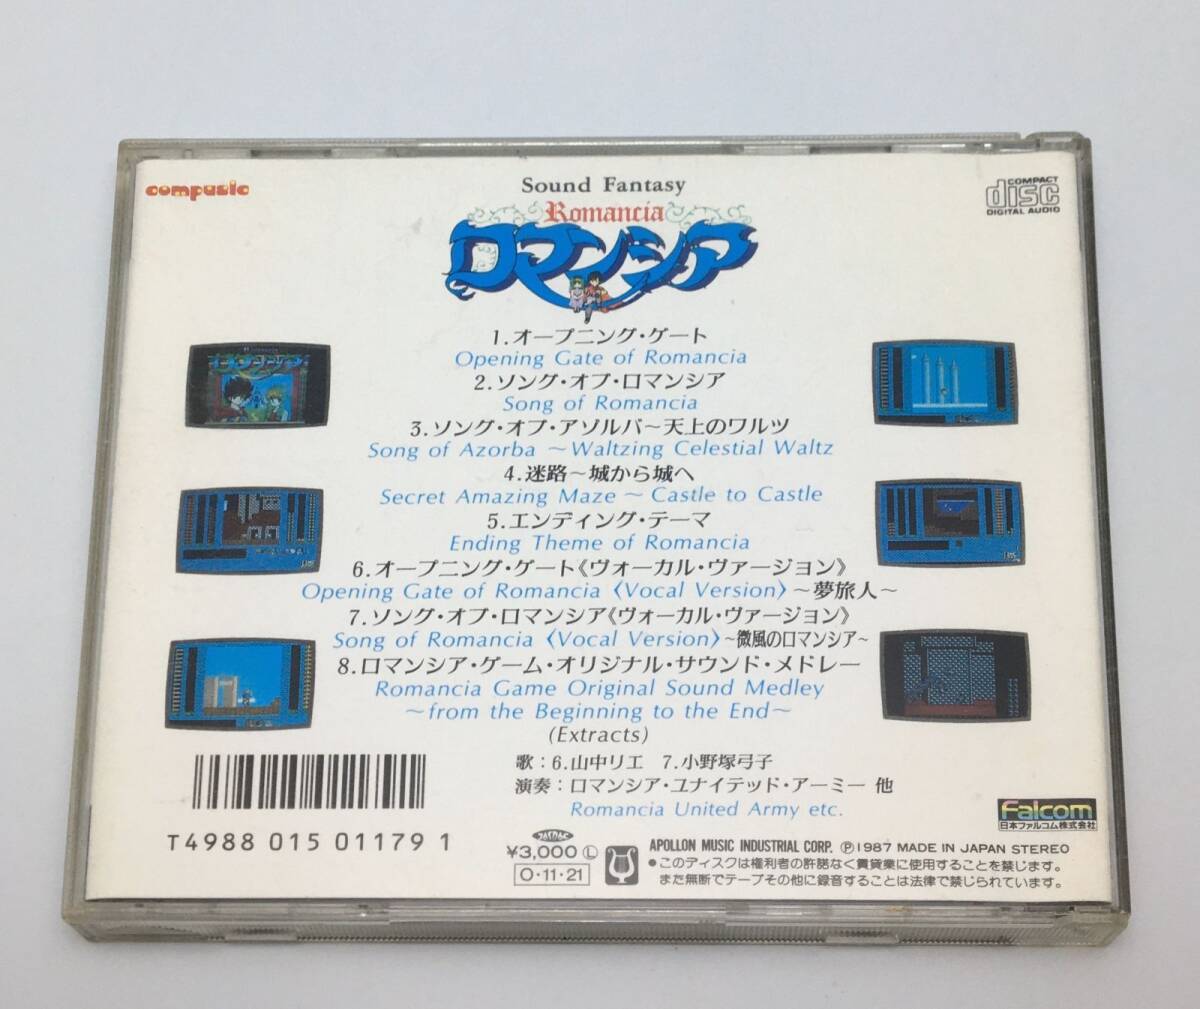 compusic
Sound Fantasy
COMPACT
disc
DIGITAL AUDIO
Romancia
ロマンシア
1.オープニング・ゲート
Opening Gate of Romancia
2.ソング・オブ・ロマンシア
Song of Romancia
3.ソング・オブ・アゾルバ～天上のワルツ
Song of Azorba ～Waltzing Celestial Waltz
4.迷路～城から城へ
Secret Amazing Maze～Castle to Castle
5.エンディング・テーマ
Ending Theme of Romancia
6.オープニング・ゲート《ヴォーカル・ヴァージョン》
Opening Gate of Romancia〈Vocal Version〉～夢旅人～
7.ソング・オブ・ロマンシア《ヴォーカル・ヴァージョン》
Song of Romancia〈Vocal Version〉～微風のロマンシア～
8.ロマンシア・ゲーム・オリジナル・サウンド・メドレー
Romancia Game Original Sound Medley
～from the Beginning to the End～
(Extracts)
歌：6.山中リエ 7.小野塚弓子
演奏：ロマンシア・ユナイテッド・アーミー 他
Romancia United Army etc.
T4988 015 01179 1
¥3,000 Ⓛ
O・11・21
APOLLON MUSIC INDUSTRIAL CORP. Ⓟ1987 MADE IN JAPAN STEREO
●このディスクは権利者の許諾なく賃貸業に使用することを禁じます。
また無断でテープその他に録音することは法律で禁じられています。
Falcom
日本ファルコム株式会社